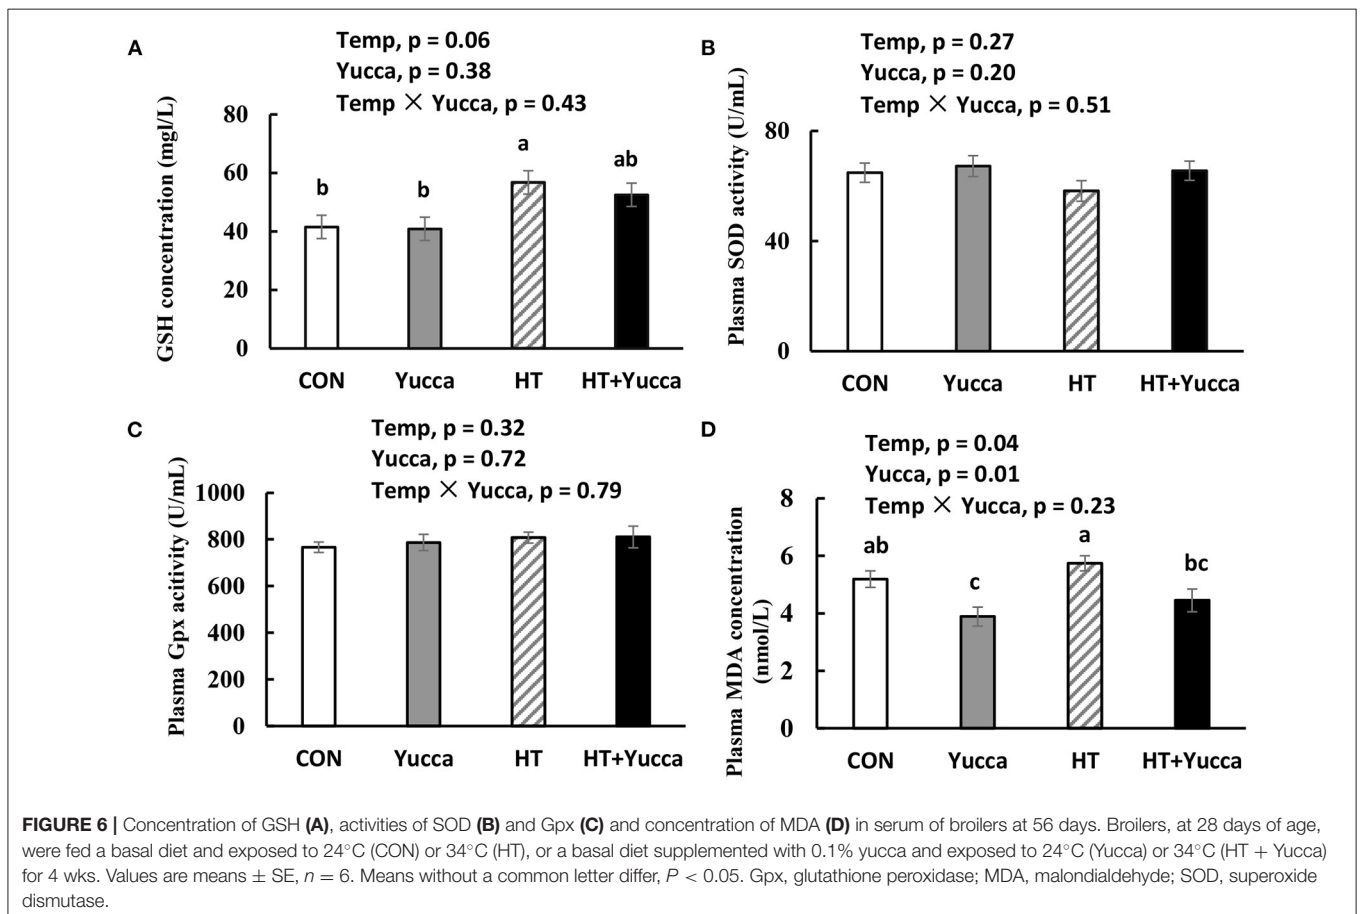 A
Temp, p = 0.06
Yucca, p = 0.38
Temp × Yucca, p = 0.43
GSH concentration (mgl/L)
80
60
40
20
0
b
b
a
ab
CON
Yucca
HT
HT+Yucca
B
Temp, p = 0.27
Yucca, p = 0.20
Temp × Yucca, p = 0.51
Plasma SOD activity (U/mL)
80
40
0
CON
Yucca
HT
HT+Yucca
C
Temp, p = 0.32
Yucca, p = 0.72
Temp × Yucca, p = 0.79
Plasma Gpx acitivity (U/mL)
1000
800
600
400
200
0
CON
Yucca
HT
HT+Yucca
D
Temp, p = 0.04
Yucca, p = 0.01
Temp × Yucca, p = 0.23
Plasma MDA concentration
(nmol/L)
8
6
4
2
0
ab
c
a
bc
CON
Yucca
HT
HT+Yucca
FIGURE 6 | Concentration of GSH (A), activities of SOD (B) and Gpx (C) and concentration of MDA (D) in serum of broilers at 56 days. Broilers, at 28 days of age,
were fed a basal diet and exposed to 24°C (CON) or 34°C (HT), or a basal diet supplemented with 0.1% yucca and exposed to 24°C (Yucca) or 34°C (HT + Yucca)
for 4 wks. Values are means ± SE, n = 6. Means without a common letter differ, P < 0.05. Gpx, glutathione peroxidase; MDA, malondialdehyde; SOD, superoxide
dismutase.